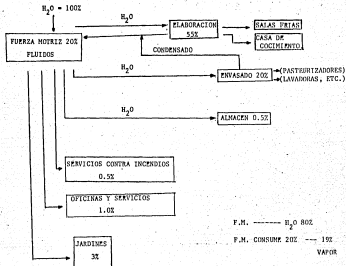 H₂O = 100%
H₂O
ELABORACION
55%
SALAS FRIAS
CASA DE
COCIMIENTO.
FUERZA MOTRIZ 20%
FLUIDOS
CONDENSADO
H₂O
ENVASADO 20%
(PASTEURIZADORES)
(LAVADORAS, ETC.)
H₂O
ALMACEN 0.5%
SERVICIOS CONTRA INCENDIOS
0.5%
OFICINAS Y SERVICIOS
1.0%
JARDINES
3%
F.M. ------- H₂O 80%
F.M. CONSUME 20% --- 19%
VAPOR